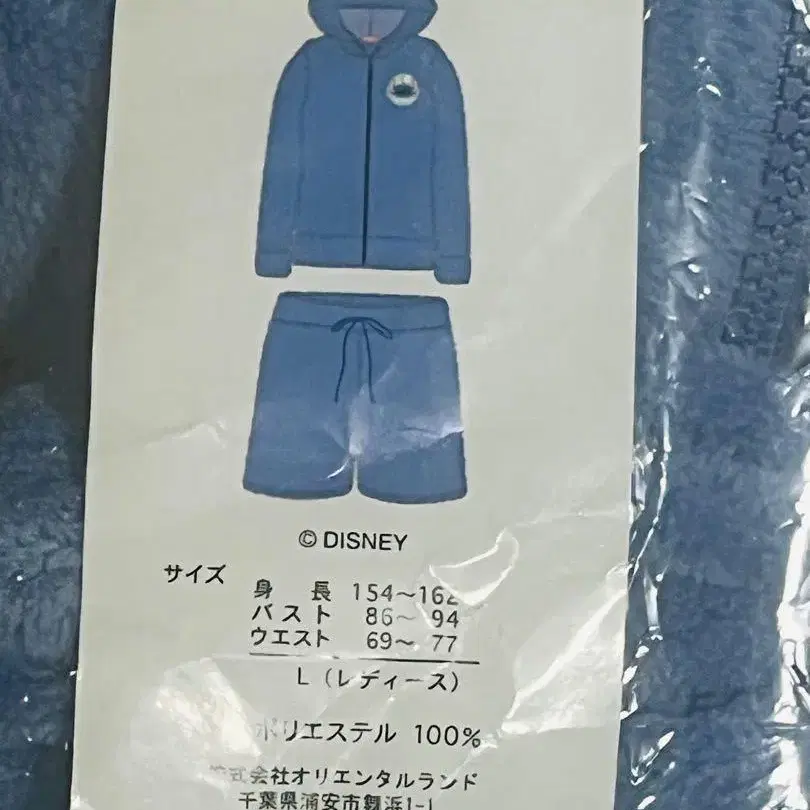 © DISNEY
サイズ
身 長 154～162
バスト 86～ 94
ウエスト 69～ 77
L (レディース)
ポリエステル 100%
株式会社オリエンタルランド
千葉県浦安市舞浜1-1